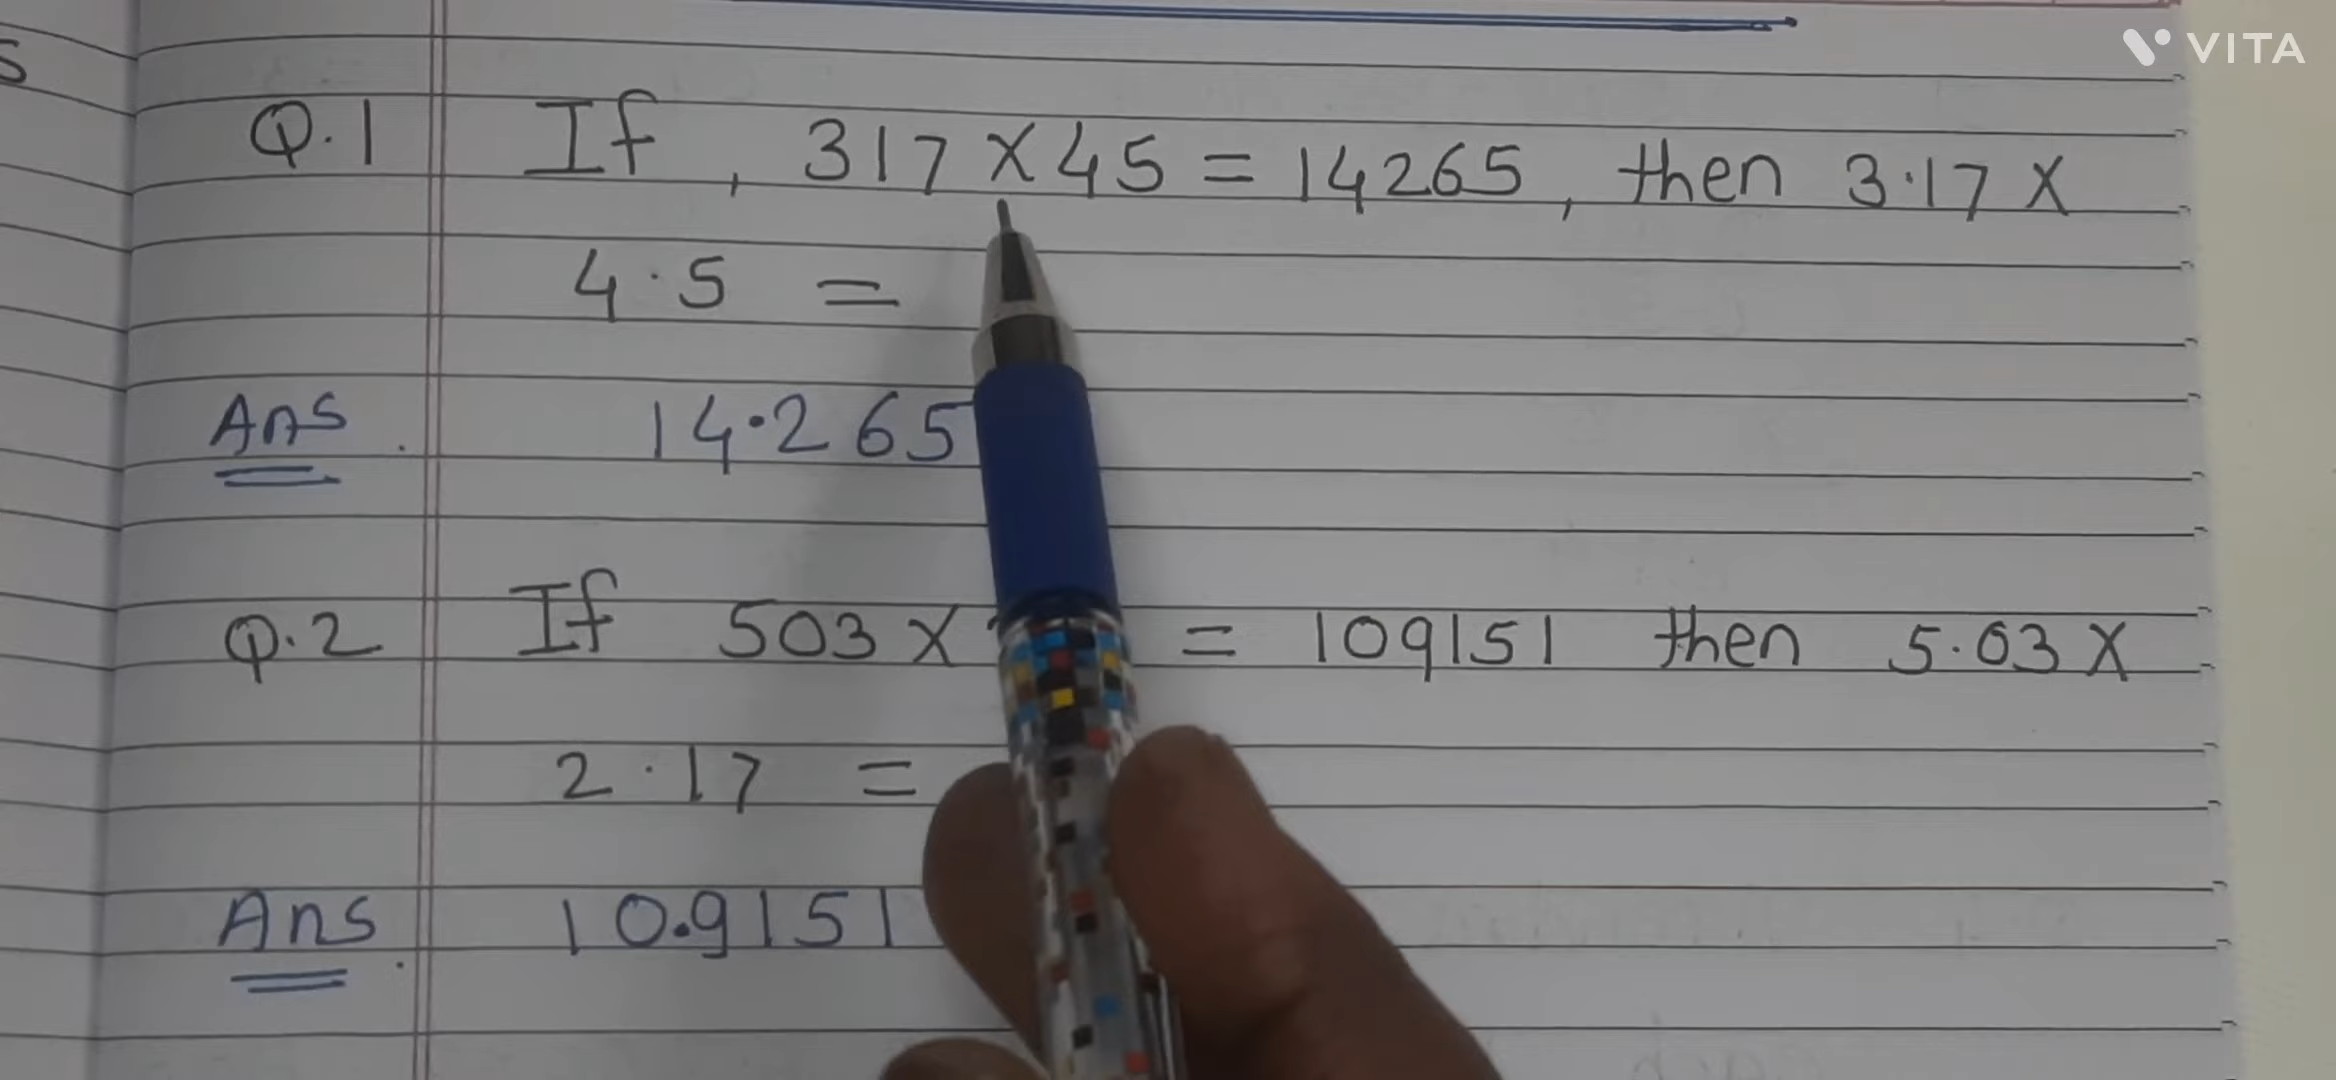 VITA
s
Q.1 If, 317 X 45 = 14265, then 3.17 X
4.5 =
Ans. 14.265
Q.2 If 503 X = 109151 then 5.03 X
2.17 =
Ans. 10.9151